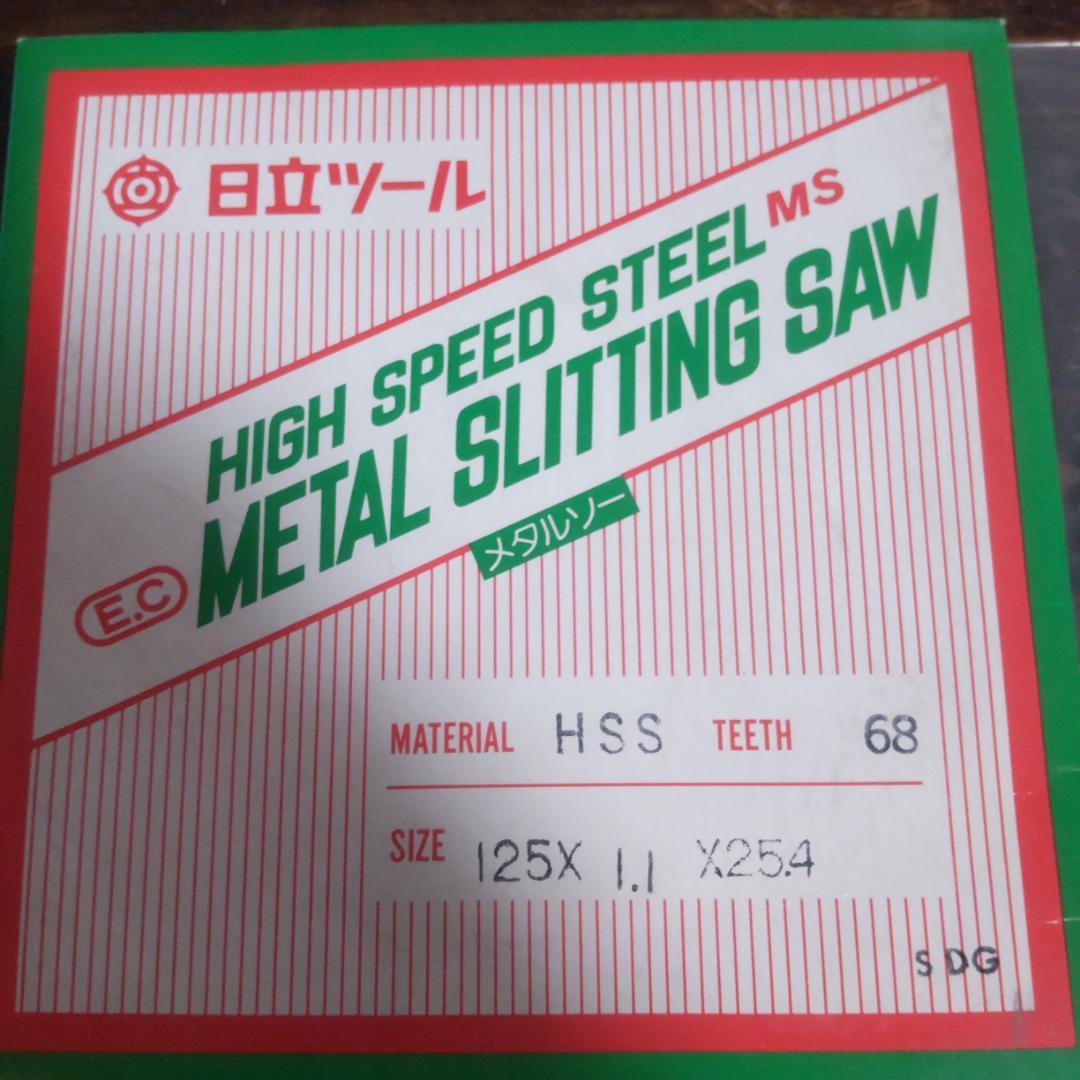 日立ツール
HIGH SPEED STEEL MS
METAL SLITTING SAW
E.C
メタルソー
MATERIAL HSS TEETH 68
SIZE 125X 1.1 X25.4
SDG